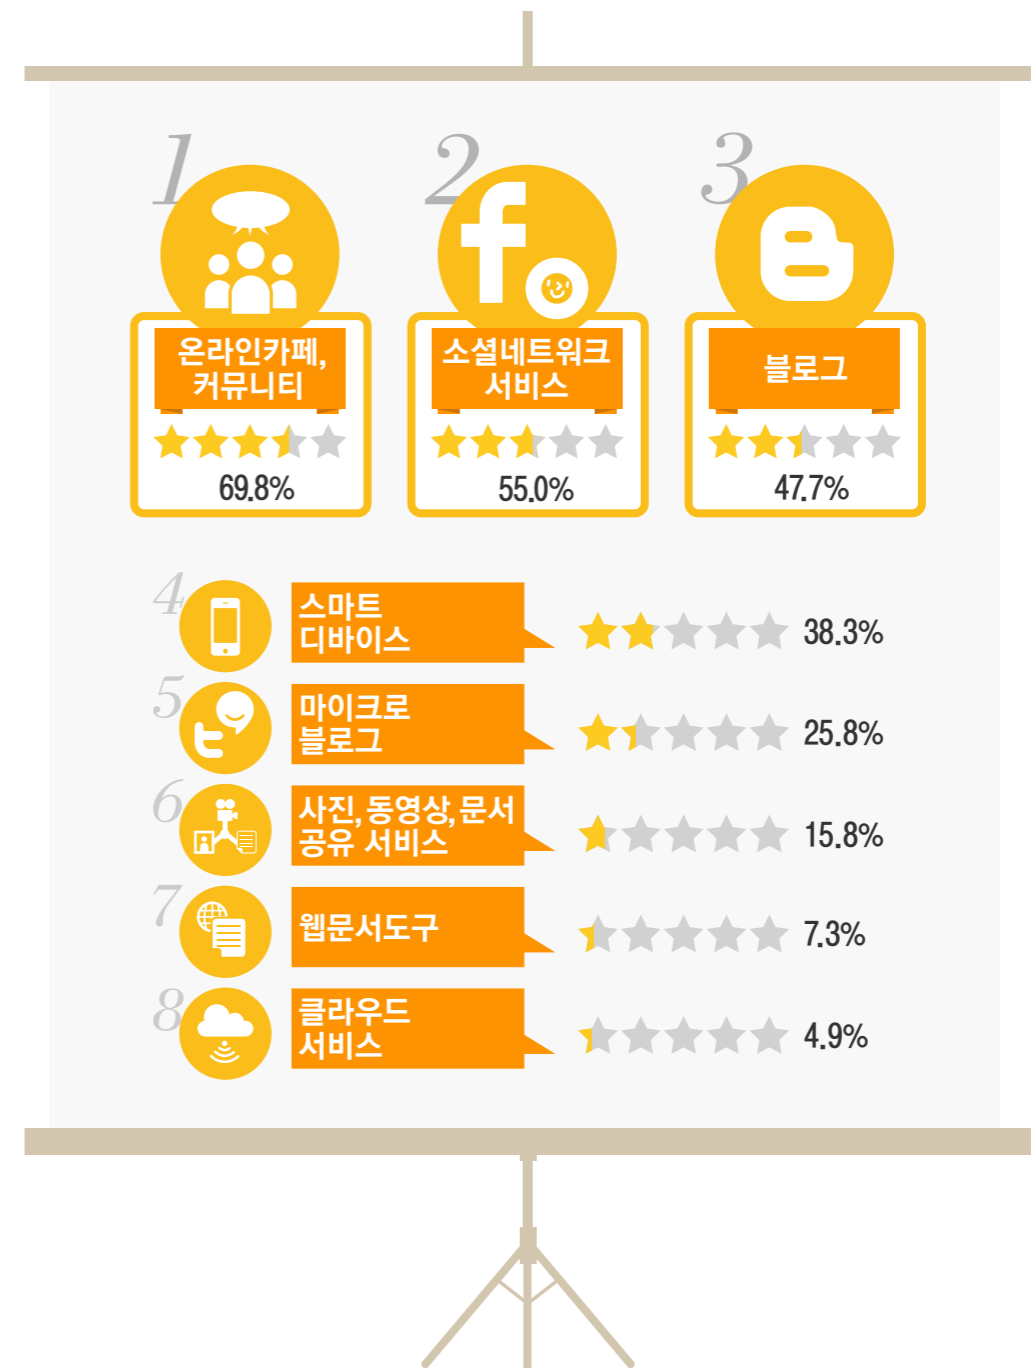 1
온라인카페,
커뮤니티
69.8%
2
소셜네트워크
서비스
55.0%
3
블로그
47.7%
4
스마트
디바이스
38.3%
5
마이크로
블로그
25.8%
6
사진, 동영상, 문서
공유 서비스
15.8%
7
웹문서도구
7.3%
8
클라우드
서비스
4.9%